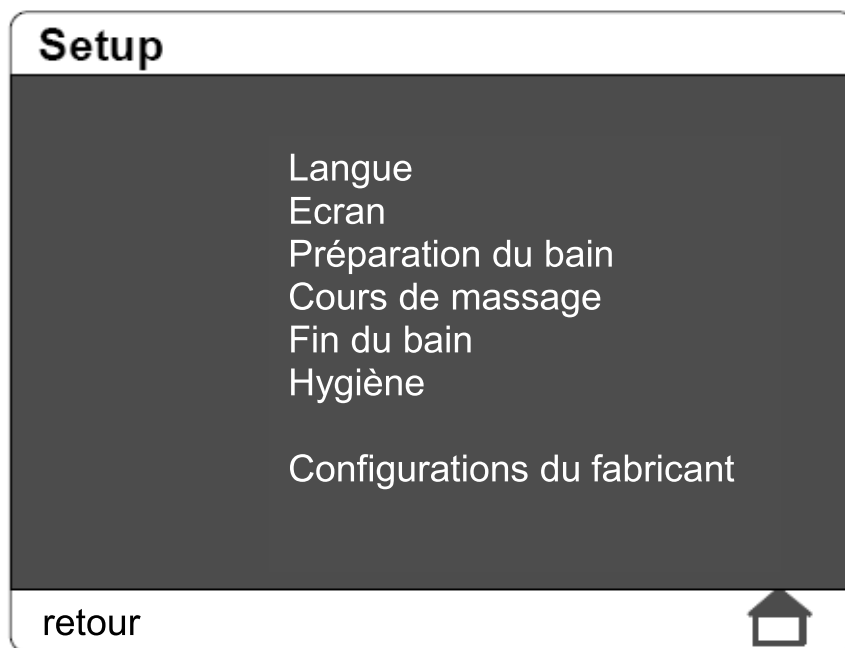 Setup
Langue
Ecran
Préparation du bain
Cours de massage
Fin du bain
Hygiène
Configurations du fabricant
retour